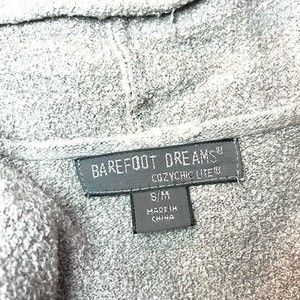 BAREFOOT DREAMS®
COZYCHIC LITE®
S/M
MADE IN
CHINA